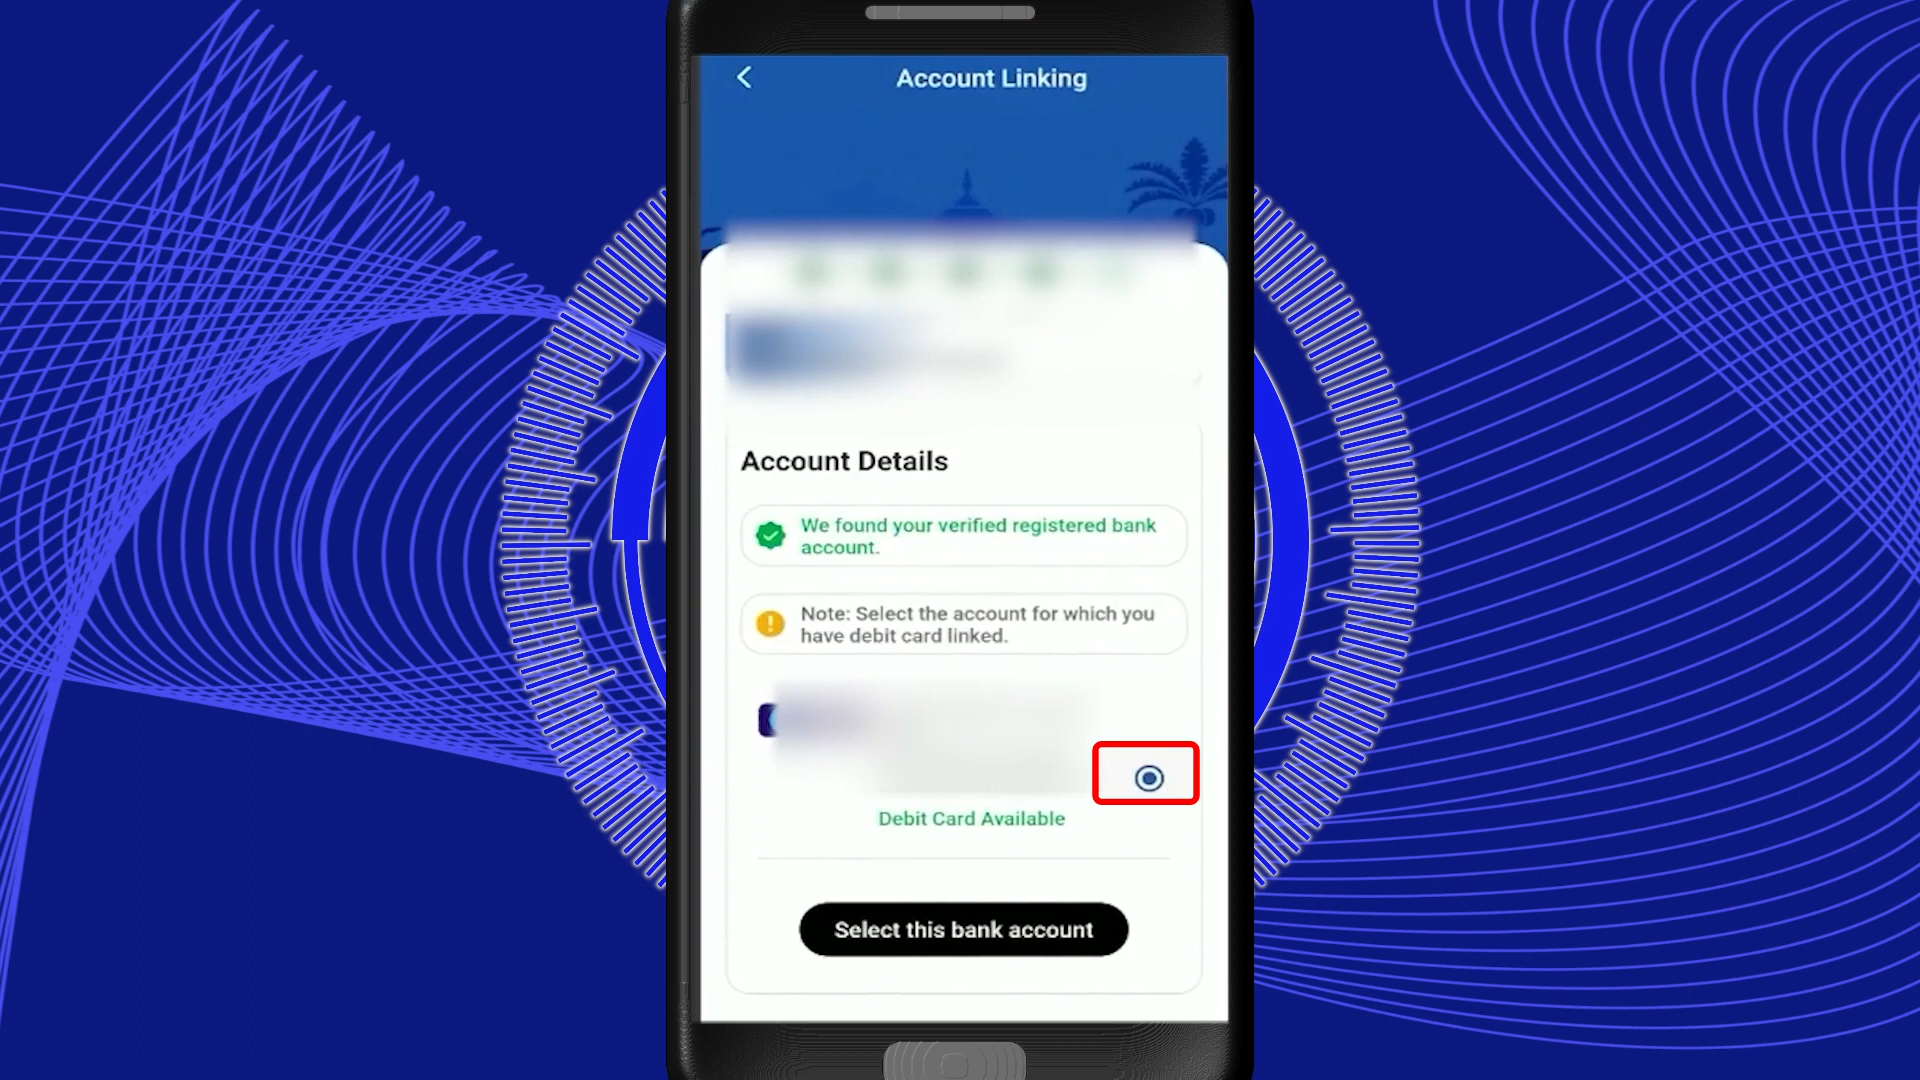 Account Linking
Account Details
We found your verified registered bank
account.
Note: Select the account for which you
have debit card linked.
Debit Card Available
Select this bank account